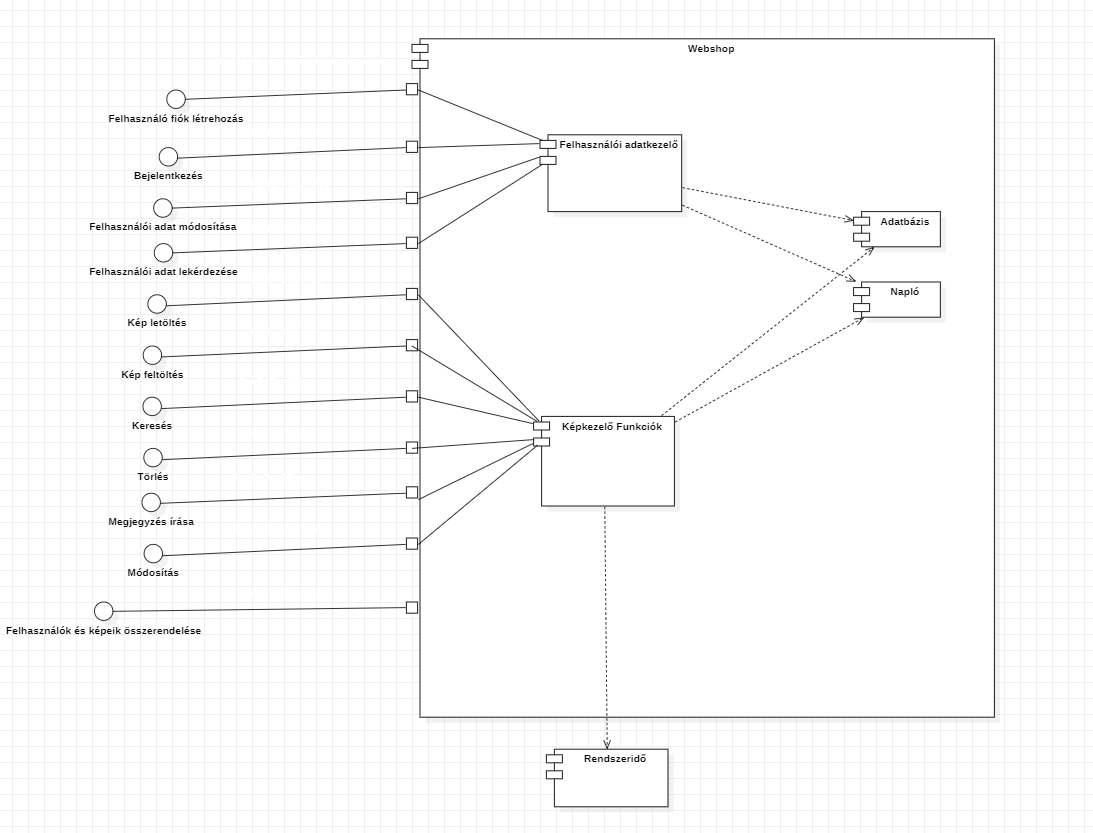 Webshop
Felhasználó fiók létrehozás
Felhasználói adatkezelő
Bejelentkezés
Felhasználói adat módosítása
Adatbázis
Felhasználói adat lekérdezése
Napló
Kép letöltés
Kép feltöltés
Keresés
Képkezelő Funkciók
Törlés
Megjegyzés írása
Módosítás
Felhasználók és képeik összerendelése
Rendszeridő